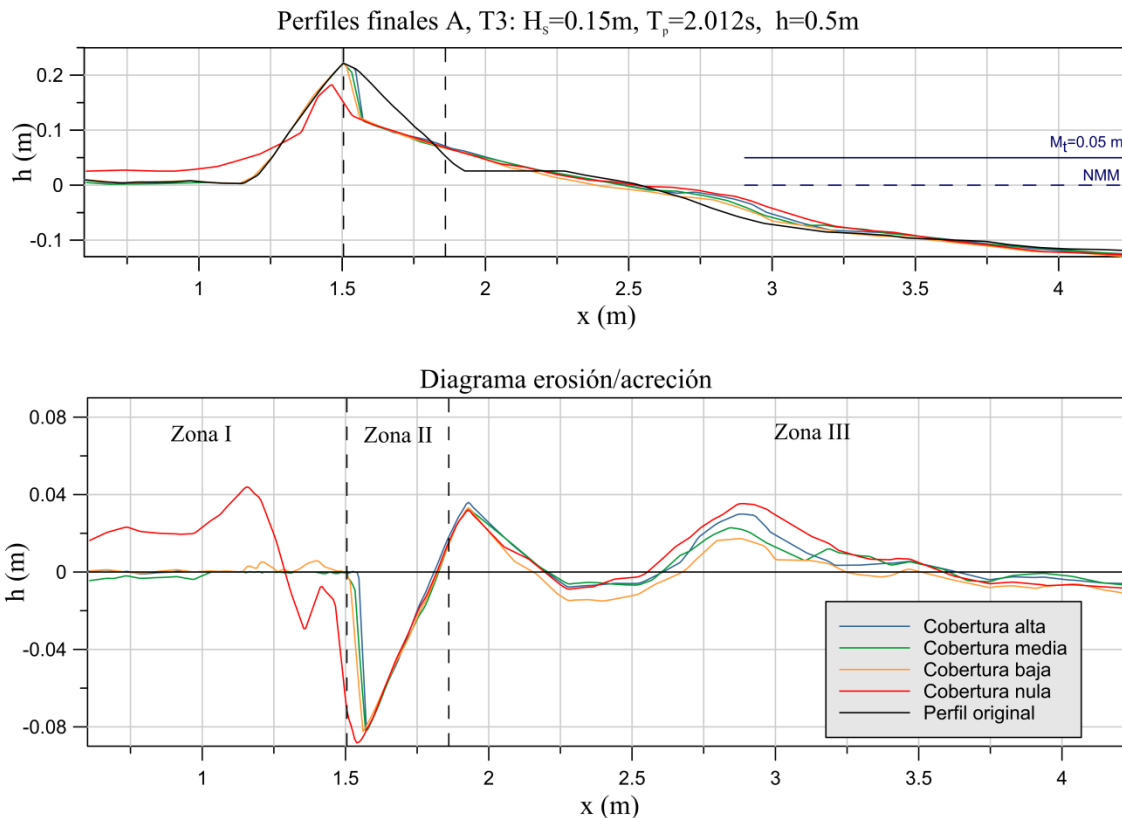 Perfiles finales A, T3: Hs=0.15m, Tp=2.012s, h=0.5m
0.2
0.1
0
-0.1
h (m)
Mt=0.05 m
NMM
1
1.5
2
2.5
3
3.5
4
x (m)
Diagrama erosión/acreción
0.08
0.04
0
-0.04
-0.08
h (m)
Zona I
Zona II
Zona III
Cobertura alta
Cobertura media
Cobertura baja
Cobertura nula
Perfil original
1
1.5
2
2.5
3
3.5
4
x (m)